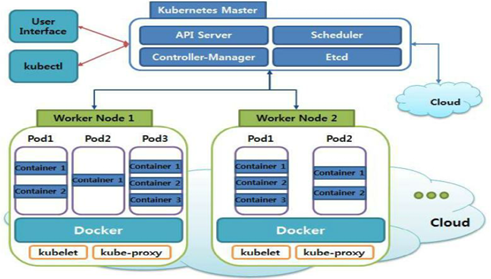 Kubernetes Master
User
Interface
API Server
Scheduler
kubectl
Controller-Manager
Etcd
Cloud
Worker Node 1
Worker Node 2
Pod1
Pod2
Pod3
Pod1
Pod2
Container 1
Container 2
Container 1
Container 1
Container 2
Container 3
Container 1
Container 2
Container 3
Container 1
Container 2
Docker
Docker
Cloud
kubelet
kube-proxy
kubelet
kube-proxy